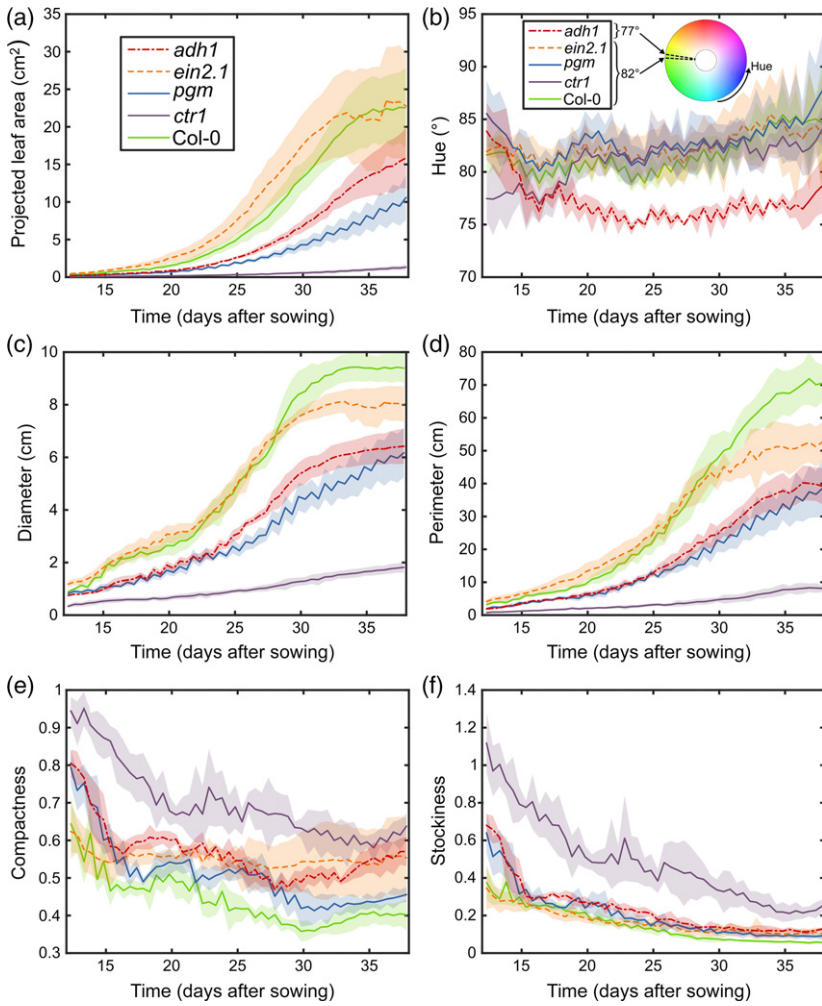 (a)
Projected leaf area (cm²)
35
30
25
20
15
10
5
0
adh1
ein2.1
pgm
ctr1
Col-0
15 20 25 30 35
Time (days after sowing)
(b)
Hue (°)
95
90
85
80
75
70
adh1 } 77°
ein2.1
pgm
ctr1
Col-0
82°
Hue
15 20 25 30 35
Time (days after sowing)
(c)
Diameter (cm)
10
8
6
4
2
0
15 20 25 30 35
Time (days after sowing)
(d)
Perimeter (cm)
80
70
60
50
40
30
20
10
0
15 20 25 30 35
Time (days after sowing)
(e)
Compactness
1
0.9
0.8
0.7
0.6
0.5
0.4
0.3
15 20 25 30 35
Time (days after sowing)
(f)
Stockiness
1.4
1.2
1
0.8
0.6
0.4
0.2
0
15 20 25 30 35
Time (days after sowing)